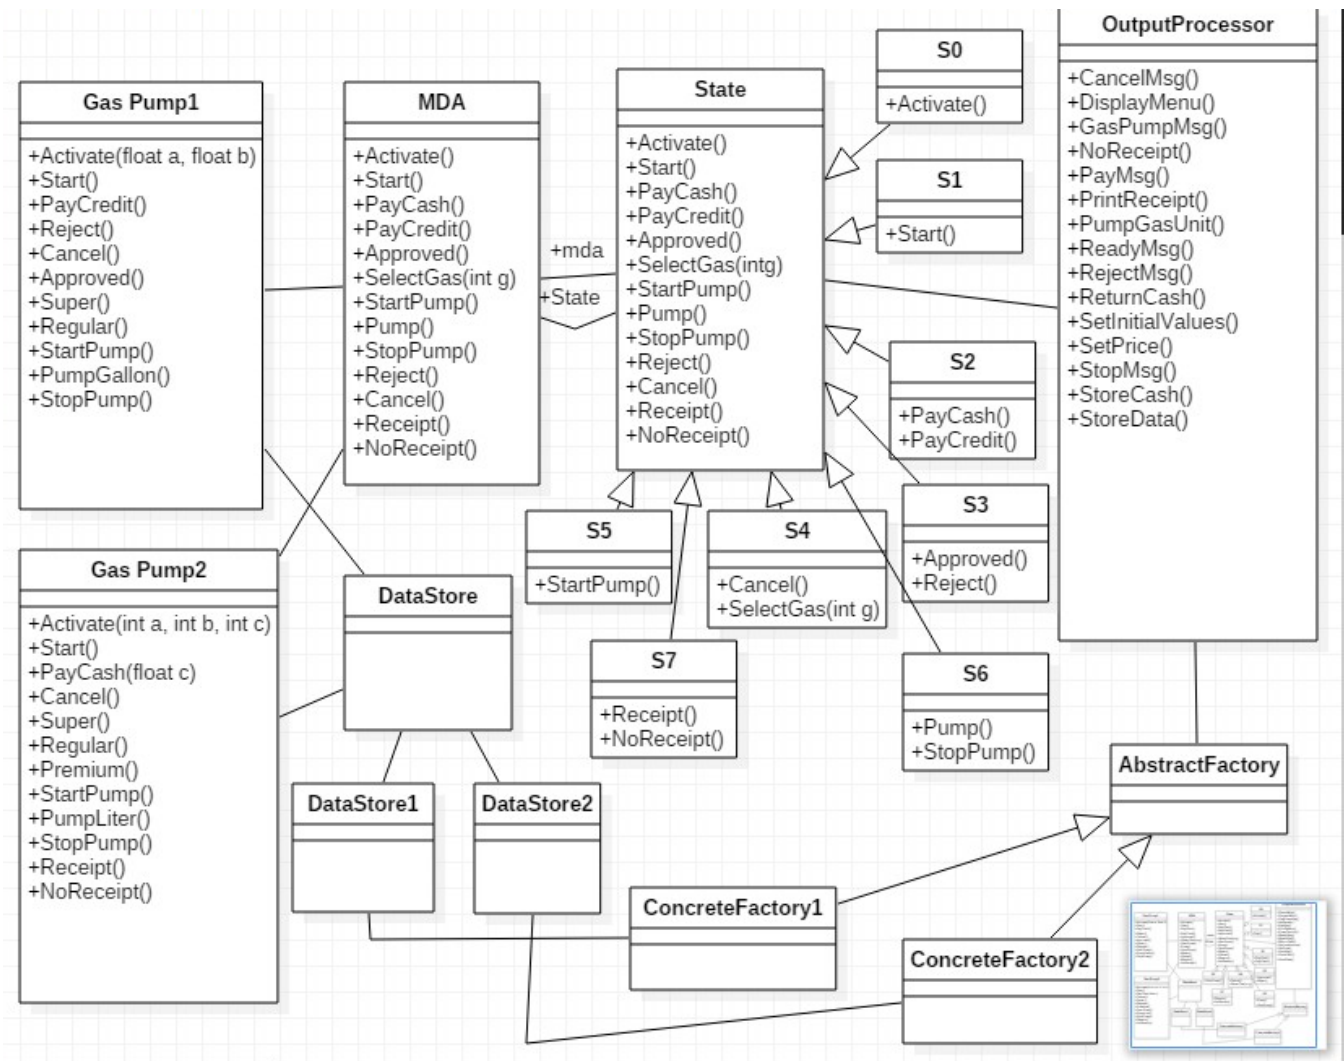 Gas Pump1
+Activate(float a, float b)
+Start()
+PayCredit()
+Reject()
+Cancel()
+Approved()
+Super()
+Regular()
+StartPump()
+PumpGallon()
+StopPump()
MDA
+Activate()
+Start()
+PayCash()
+PayCredit()
+Approved()
+SelectGas(int g)
+StartPump()
+Pump()
+StopPump()
+Reject()
+Cancel()
+Receipt()
+NoReceipt()
+mda
+State
State
+Activate()
+Start()
+PayCash()
+PayCredit()
+Approved()
+SelectGas(intg)
+StartPump()
+Pump()
+StopPump()
+Reject()
+Cancel()
+Receipt()
+NoReceipt()
S0
+Activate()
S1
+Start()
S2
+PayCash()
+PayCredit()
S3
+Approved()
+Reject()
OutputProcessor
+CancelMsg()
+DisplayMenu()
+GasPumpMsg()
+NoReceipt()
+PayMsg()
+PrintReceipt()
+PumpGasUnit()
+ReadyMsg()
+RejectMsg()
+ReturnCash()
+SetInitialValues()
+SetPrice()
+StopMsg()
+StoreCash()
+StoreData()
Gas Pump2
+Activate(int a, int b, int c)
+Start()
+PayCash(float c)
+Cancel()
+Super()
+Regular()
+Premium()
+StartPump()
+PumpLiter()
+StopPump()
+Receipt()
+NoReceipt()
DataStore
S5
+StartPump()
S4
+Cancel()
+SelectGas(int g)
S7
+Receipt()
+NoReceipt()
S6
+Pump()
+StopPump()
DataStore1
DataStore2
AbstractFactory
ConcreteFactory1
ConcreteFactory2